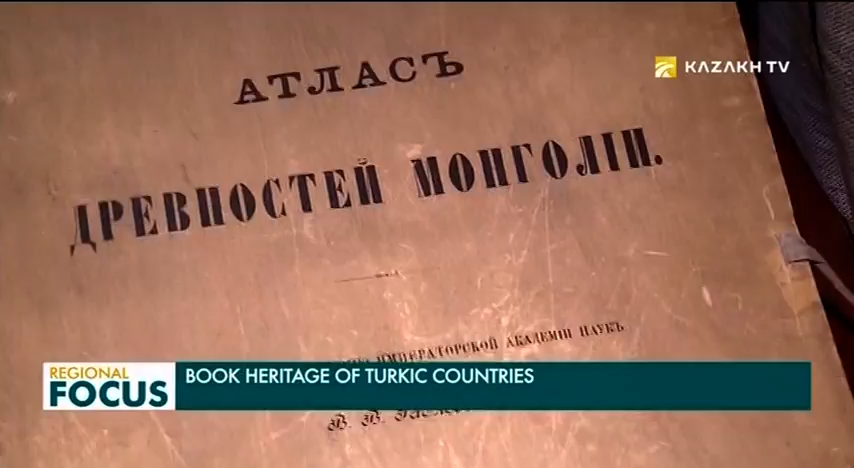 АТЛАСЪ
KAZAKH TV
ДРЕВНОСТЕЙ МОНГОЛІИ.
ИМПЕРАТОРСКОЙ АКАДЕМІИ НАУКЪ
REGIONAL
FOCUS
BOOK HERITAGE OF TURKIC COUNTRIES
В. В.